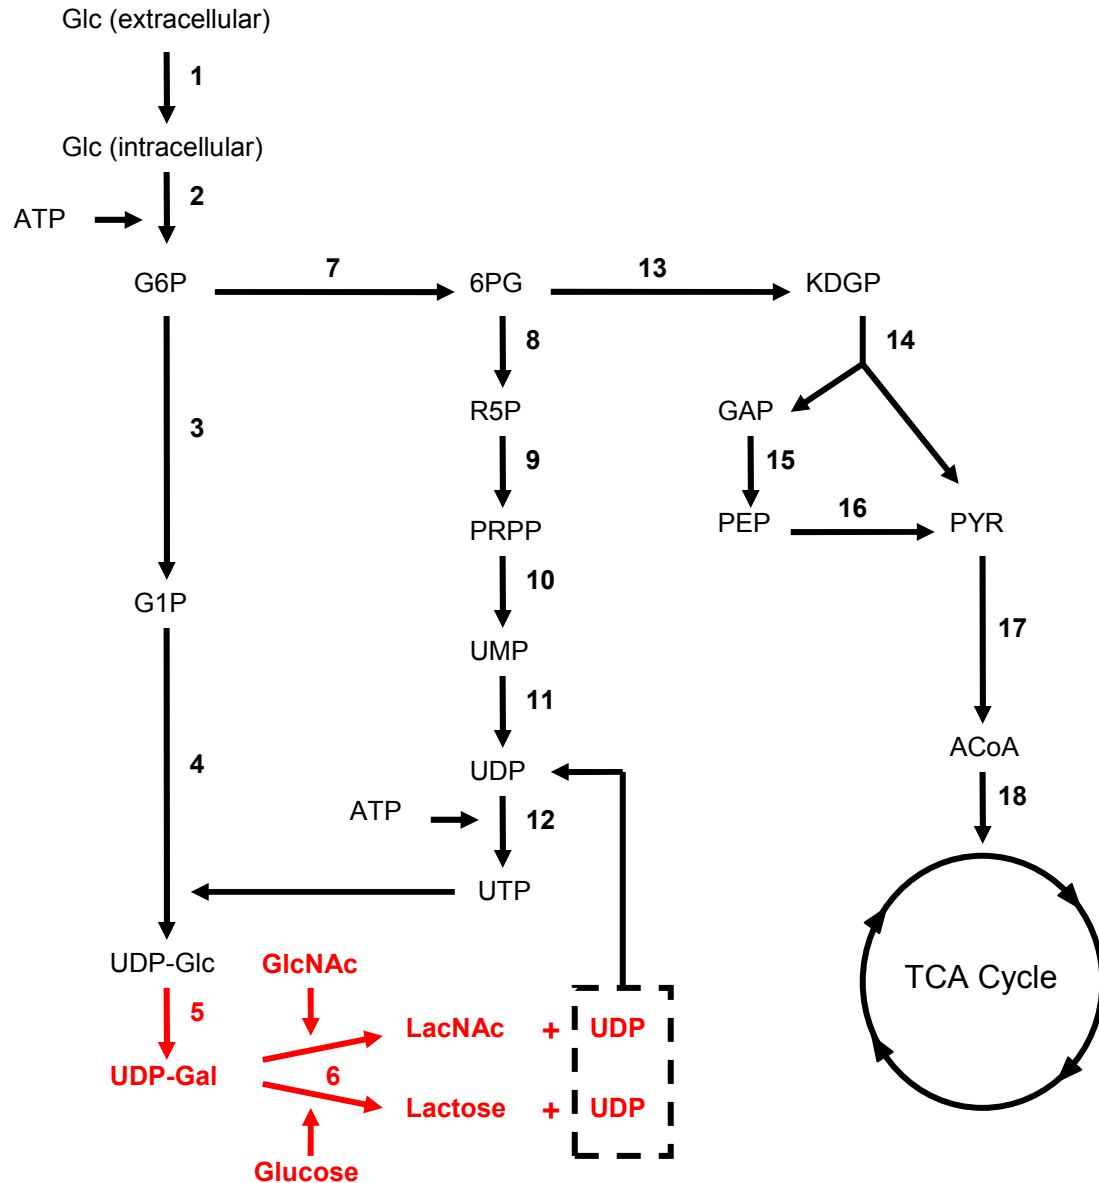 Glc (extracellular)
1
Glc (intracellular)
2
ATP
G6P
7
6PG
13
KDGP
8
14
3
R5P
GAP
9
15
PRPP
PEP
16
PYR
10
G1P
17
UMP
11
4
ACoA
UDP
18
ATP
12
UTP
UDP-Glc
GlcNAc
TCA Cycle
5
LacNAc + UDP
UDP-Gal
6
Lactose + UDP
Glucose